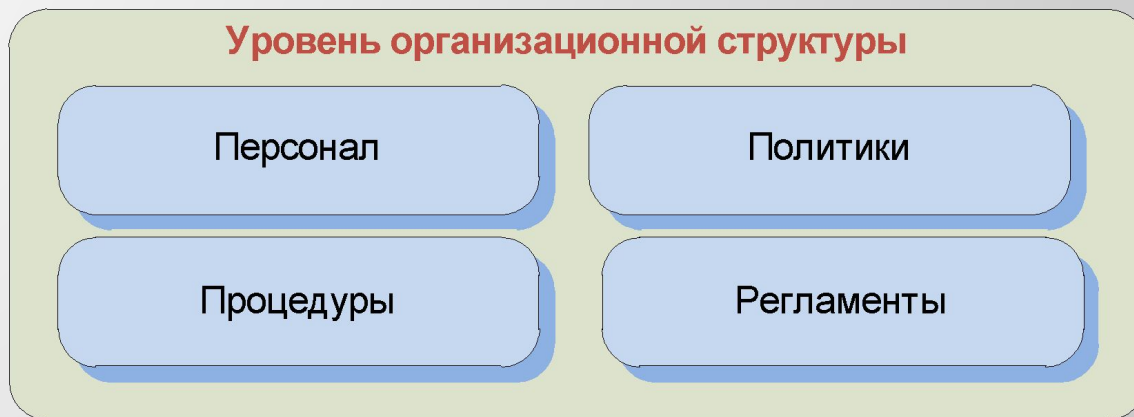 Уровень организационной структуры
Персонал
Политики
Процедуры
Регламенты